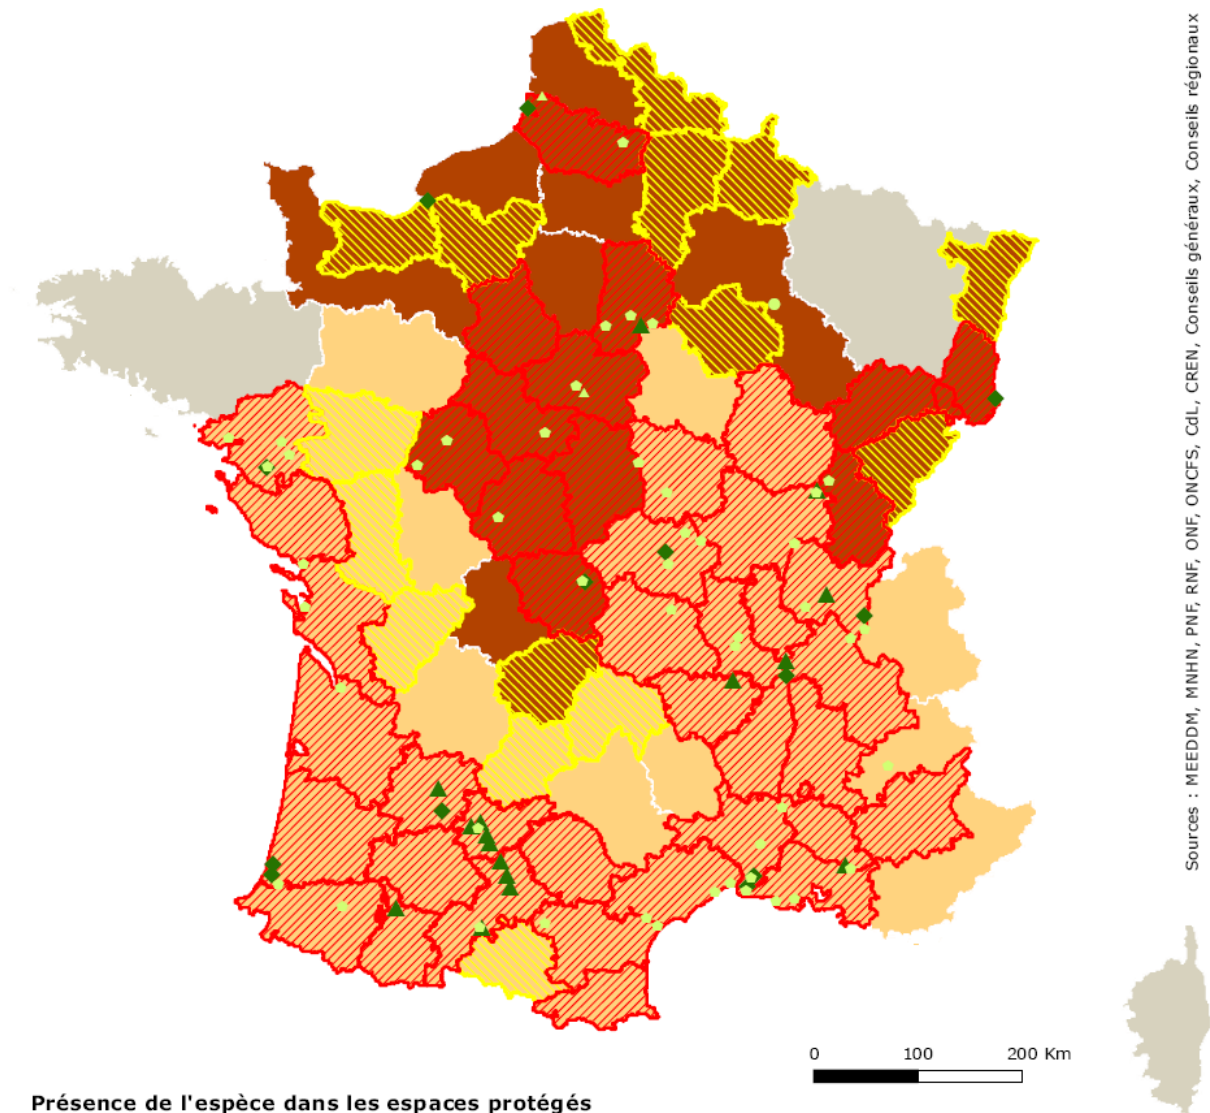 Sources : MEEDDM, MNHN, PNF, RNF, ONF, ONCFS, CdL, CREN, Conseils généraux, Conseils régionaux
0 100 200 Km
Présence de l'espèce dans les espaces protégés